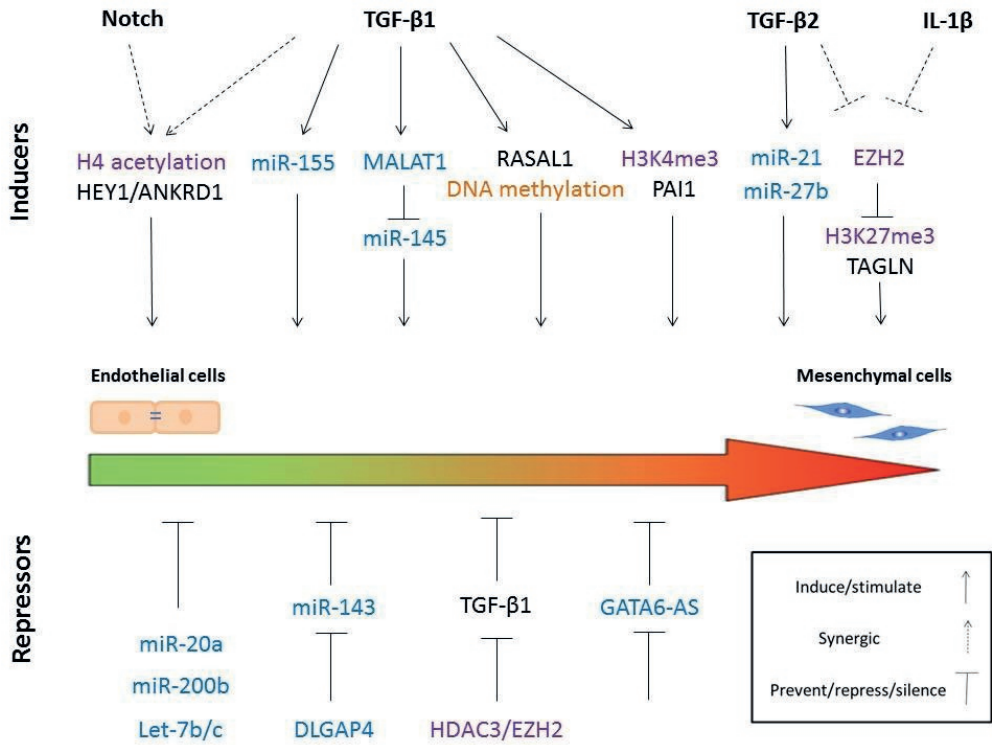 Notch
TGF-β1
TGF-β2
IL-1β
Inducers
H4 acetylation
HEY1/ANKRD1
miR-155
MALAT1
miR-145
RASAL1
DNA methylation
H3K4me3
PAI1
miR-21
miR-27b
EZH2
H3K27me3
TAGLN
Endothelial cells
=
Mesenchymal cells
Repressors
miR-20a
miR-200b
Let-7b/c
miR-143
DLGAP4
TGF-β1
HDAC3/EZH2
GATA6-AS
Induce/stimulate
Synergic
Prevent/repress/silence